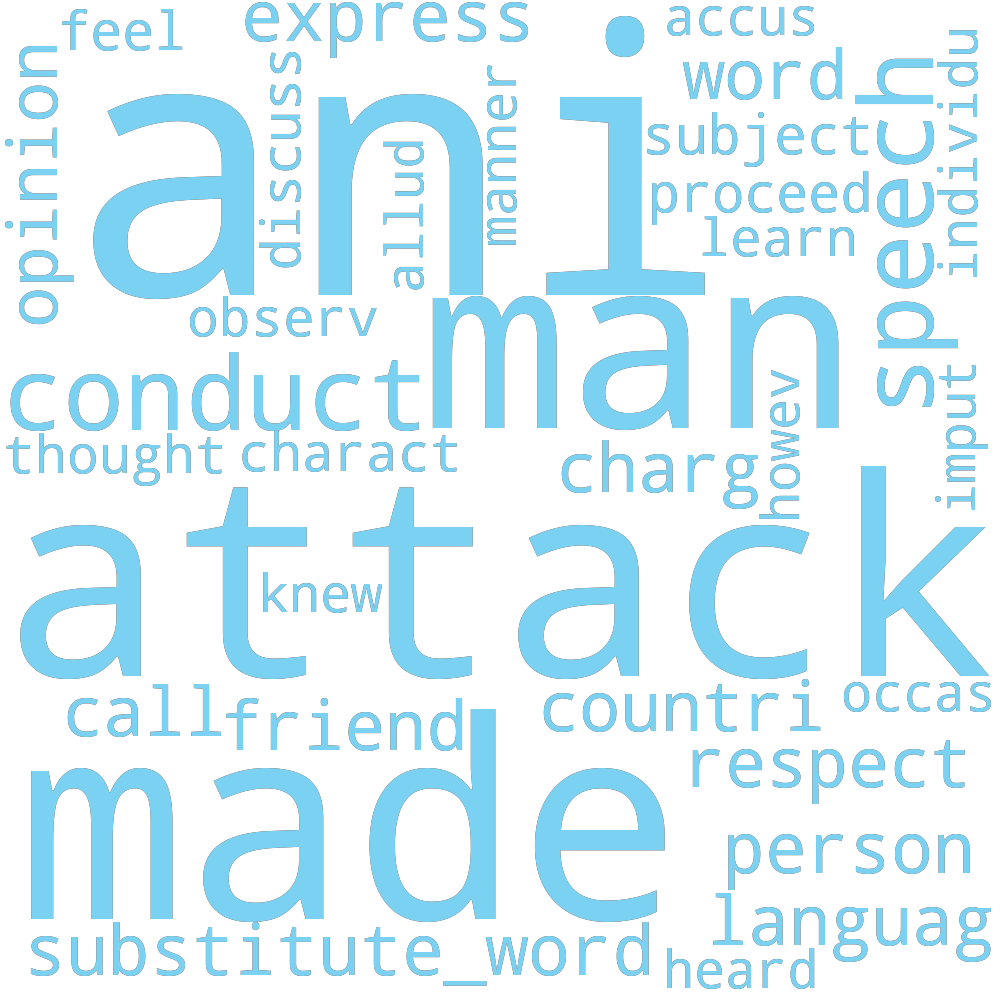 feel
express
accus
opinion
ani
discuss
allud
manner
word
subject
proceed
learn
speech
individu
observ
man
conduct
thought
charact
charg
howev
imput
attack
knew
call
friend
countri
occas
made
respect
person
languag
substitute_word
heard